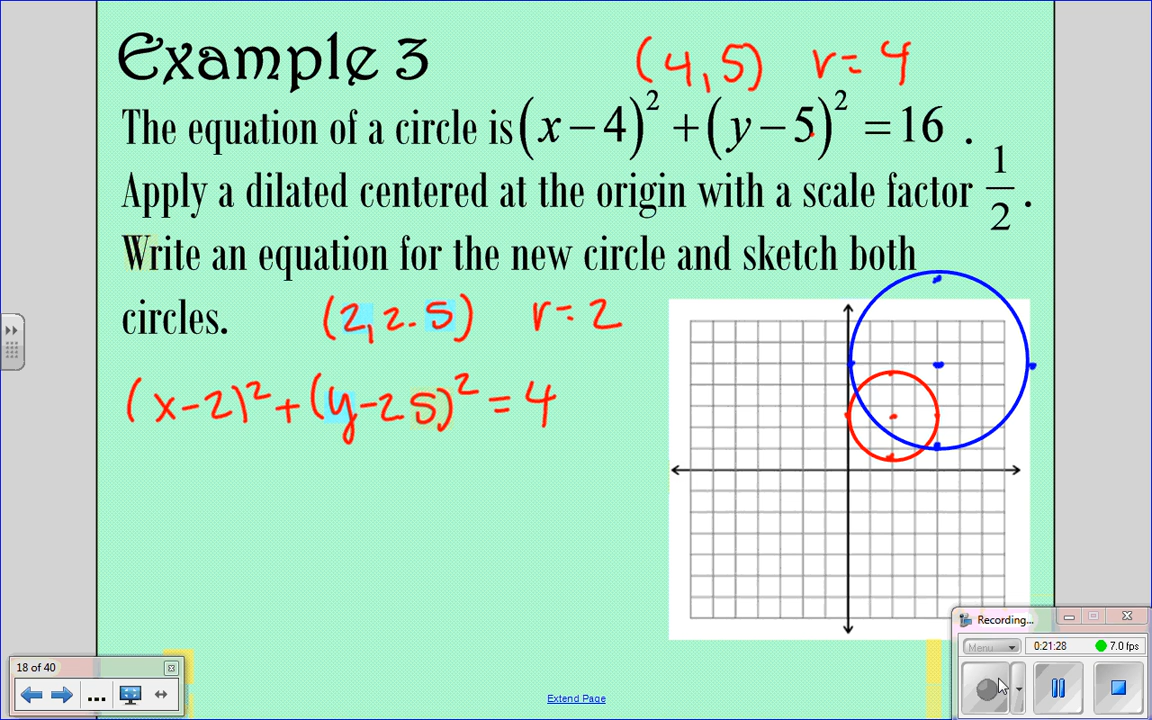 Example 3
(4,5) r=4
The equation of a circle is (x − 4)² + (y − 5)² = 16 .
Apply a dilated centered at the origin with a scale factor 1/2 .
Write an equation for the new circle and sketch both
circles.
(2,2.5) r=2
(x-2)²+(y-2.5)²=4
Recording...
Menu
0:21:28
7.0 fps
18 of 40
...
Extend Page